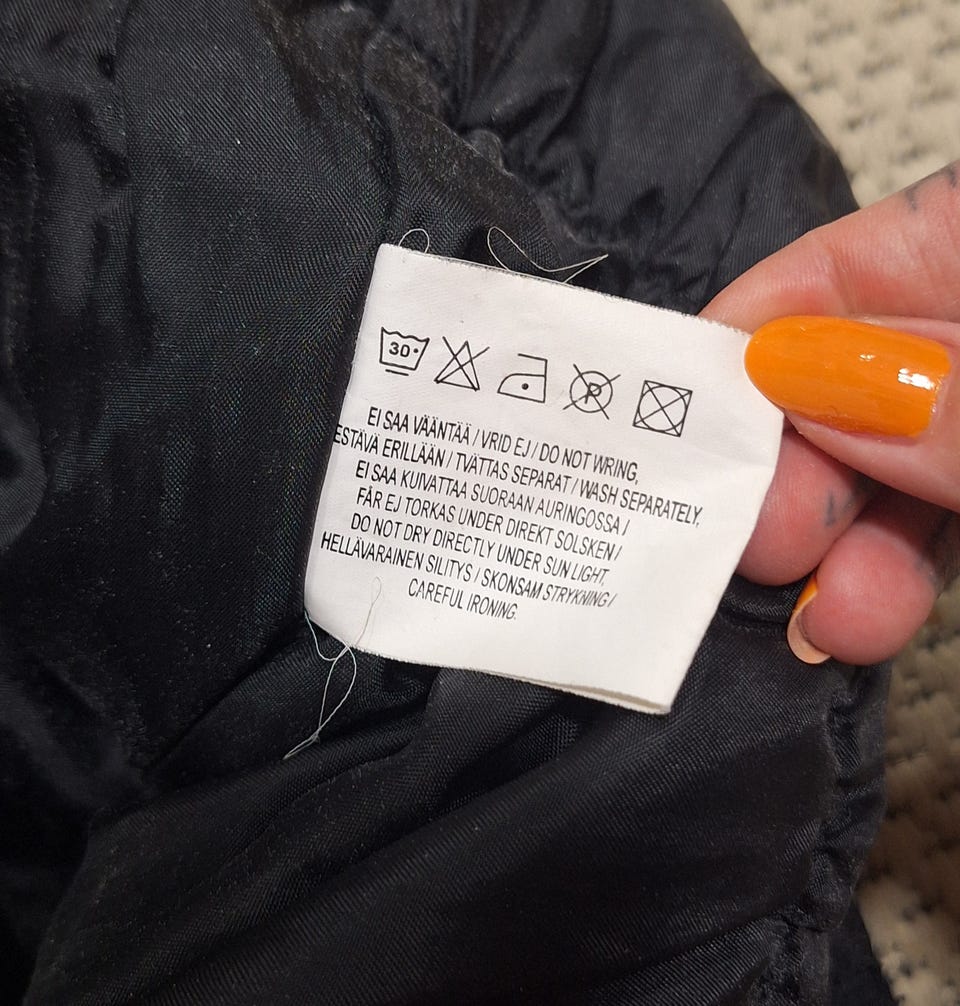 30°
P
EI SAA VÄÄNTÄÄ / VRID EJ / DO NOT WRING,
ESTÄVÄ ERILLÄÄN / TVÄTTAS SEPARAT / WASH SEPARATELY,
EI SAA KUIVATTAA SUORAAN AURINGOSSA /
FÅR EJ TORKAS UNDER DIREKT SOLSKEN /
DO NOT DRY DIRECTLY UNDER SUN LIGHT,
HELLÄVARAINEN SILITYS / SKONSAM STRYKNING /
CAREFUL IRONING.